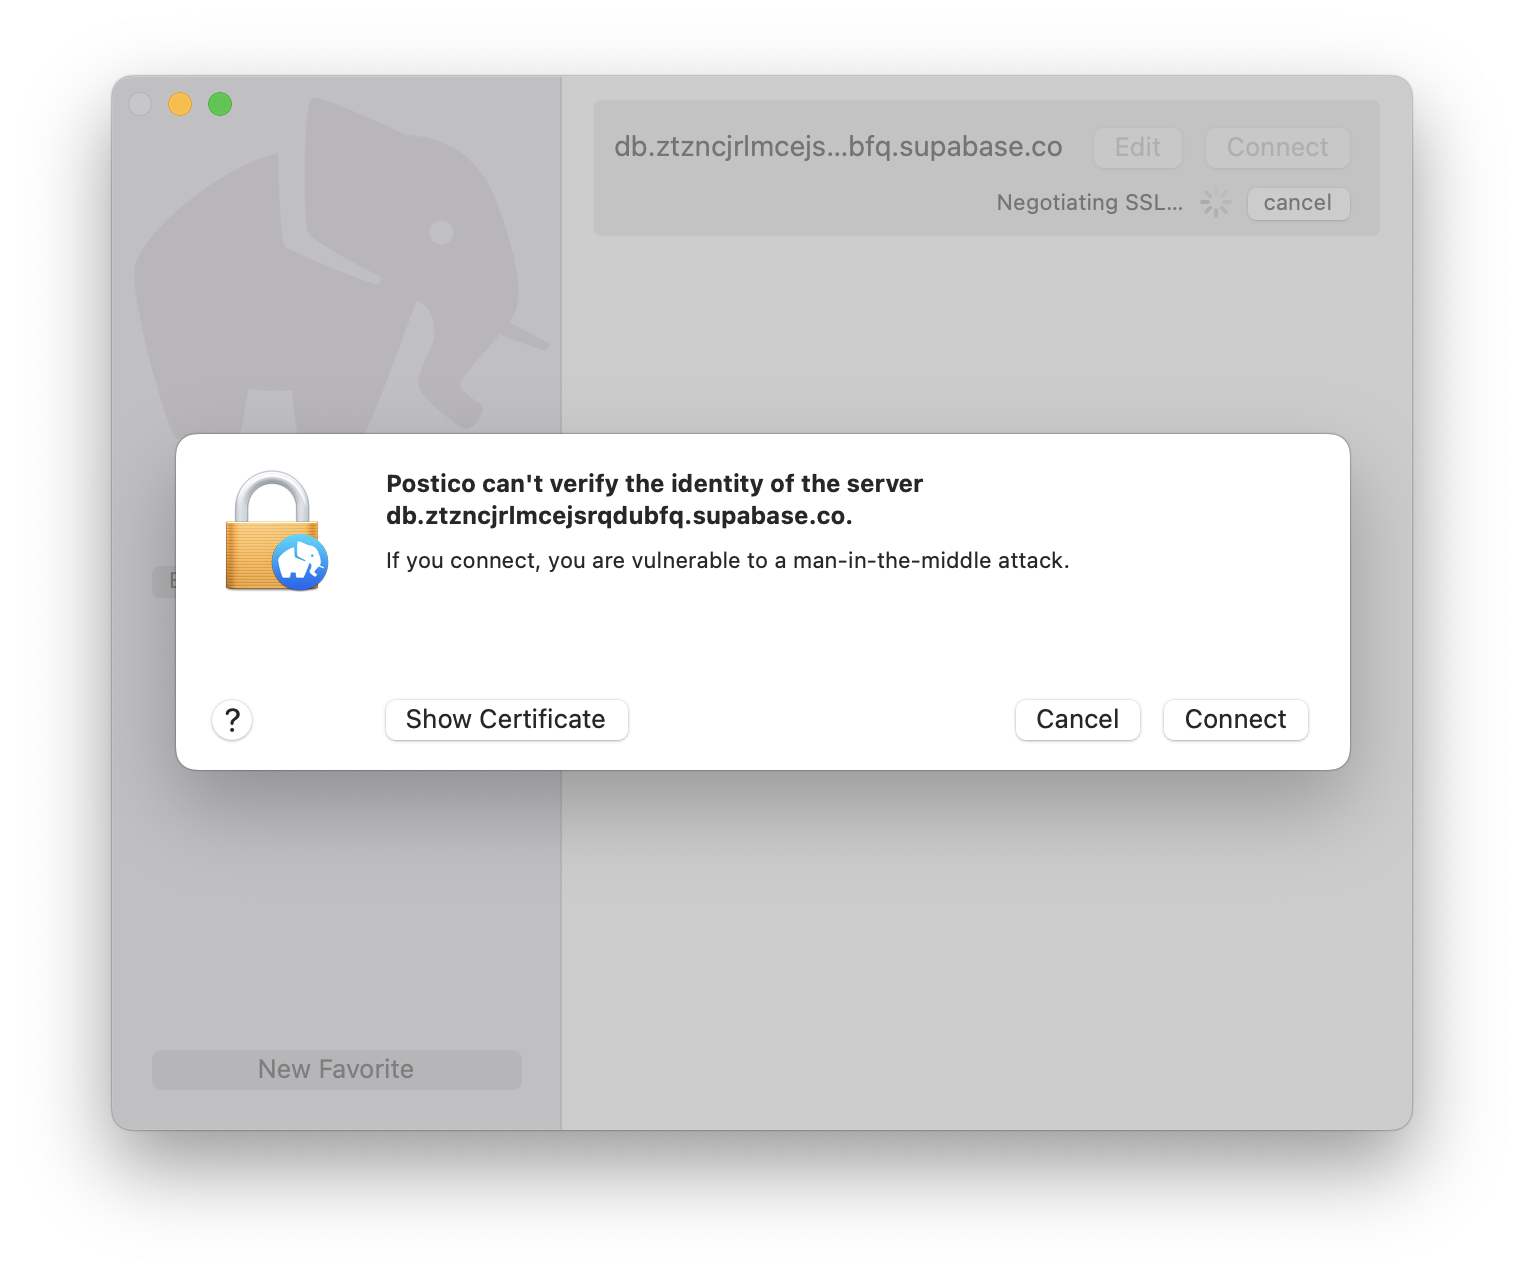 db.ztzncjrlmcejs...bfq.supabase.co
Edit
Connect
Negotiating SSL...
cancel
Postico can't verify the identity of the server
db.ztzncjrlmcejsrqdubfq.supabase.co.
If you connect, you are vulnerable to a man-in-the-middle attack.
?
Show Certificate
Cancel
Connect
New Favorite